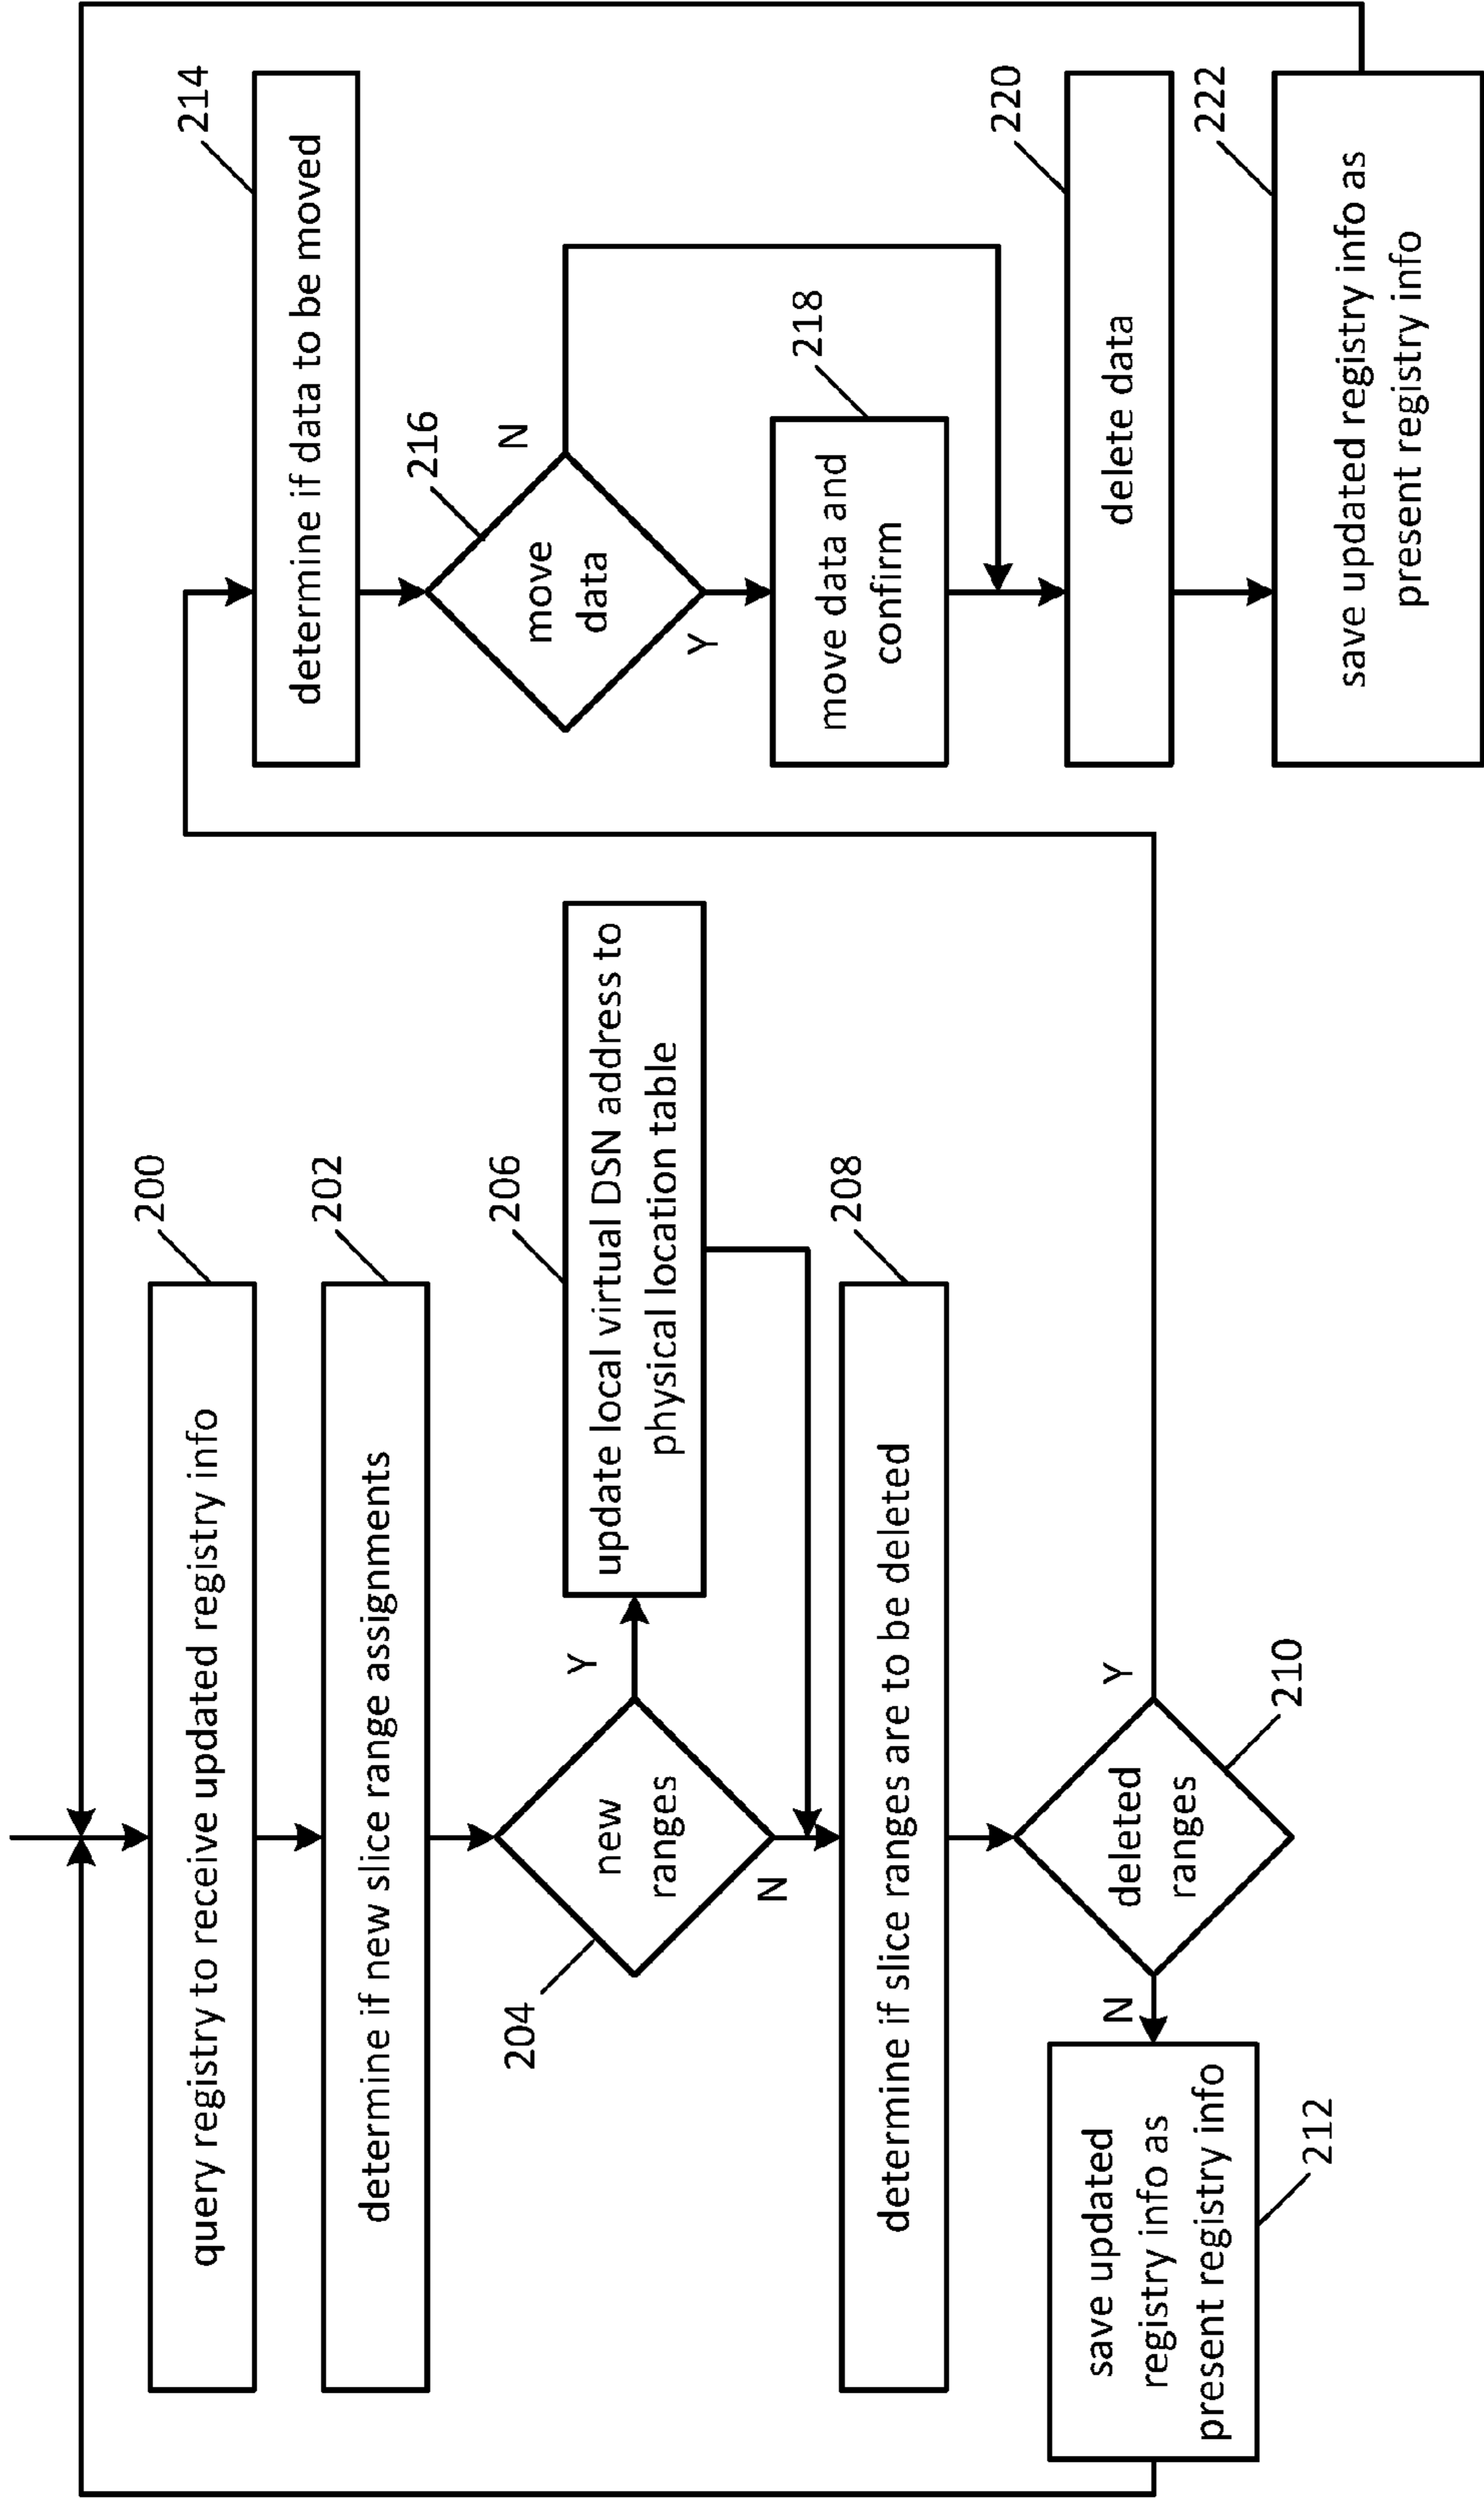 200
query registry to receive updated registry info
202
determine if new slice range assignments
204
new
ranges
Y
N
206
update local virtual DSN address to
physical location table
208
determine if slice ranges are to be deleted
210
deleted
ranges
Y
N
save updated
registry info as
present registry info
212
214
determine if data to be moved
216
move
data
N
Y
218
move data and
confirm
220
delete data
222
save updated registry info as
present registry info